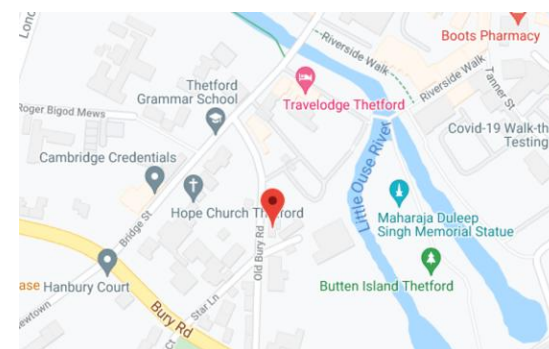 Lond
Riverside Walk
Boots Pharmacy
Thetford
Grammar School
Travelodge Thetford
Riverside Walk
Tanner St
Roger Bigod Mews
Covid-19 Walk-th
Testing
Cambridge Credentials
Little Ouse River
Hope Church Thetford
Maharaja Duleep
Singh Memorial Statue
Bridge St
Old Bury Rd
Butten Island Thetford
ase
Hanbury Court
Star Ln
Bury Rd
ewtown
Ct